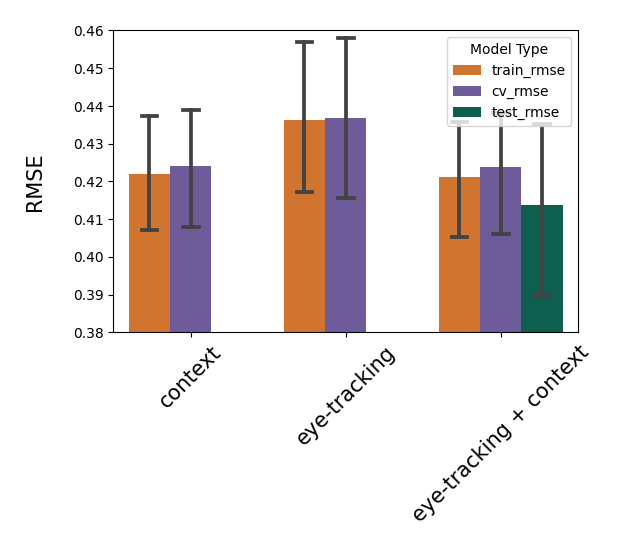 0.46
0.45
0.44
0.43
0.42
0.41
0.40
0.39
0.38
RMSE
Model Type
train_rmse
cv_rmse
test_rmse
context
eye-tracking
eye-tracking + context